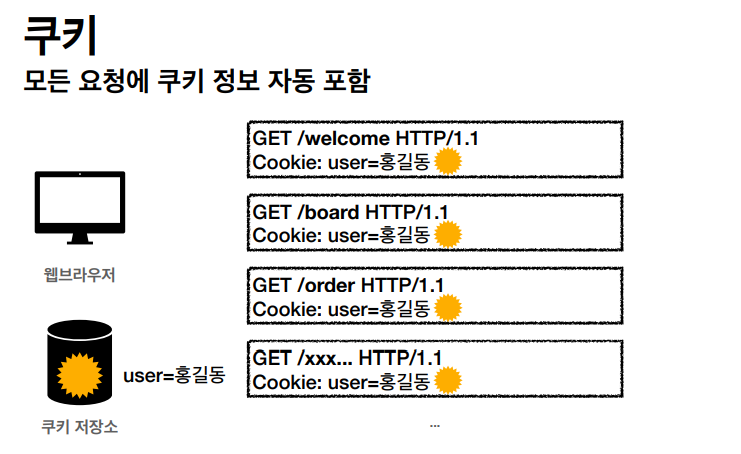 쿠키
모든 요청에 쿠키 정보 자동 포함
GET /welcome HTTP/1.1
Cookie: user=홍길동
GET /board HTTP/1.1
Cookie: user=홍길동
웹브라우저
GET /order HTTP/1.1
Cookie: user=홍길동
GET /xxx... HTTP/1.1
Cookie: user=홍길동
user=홍길동
쿠키 저장소
...